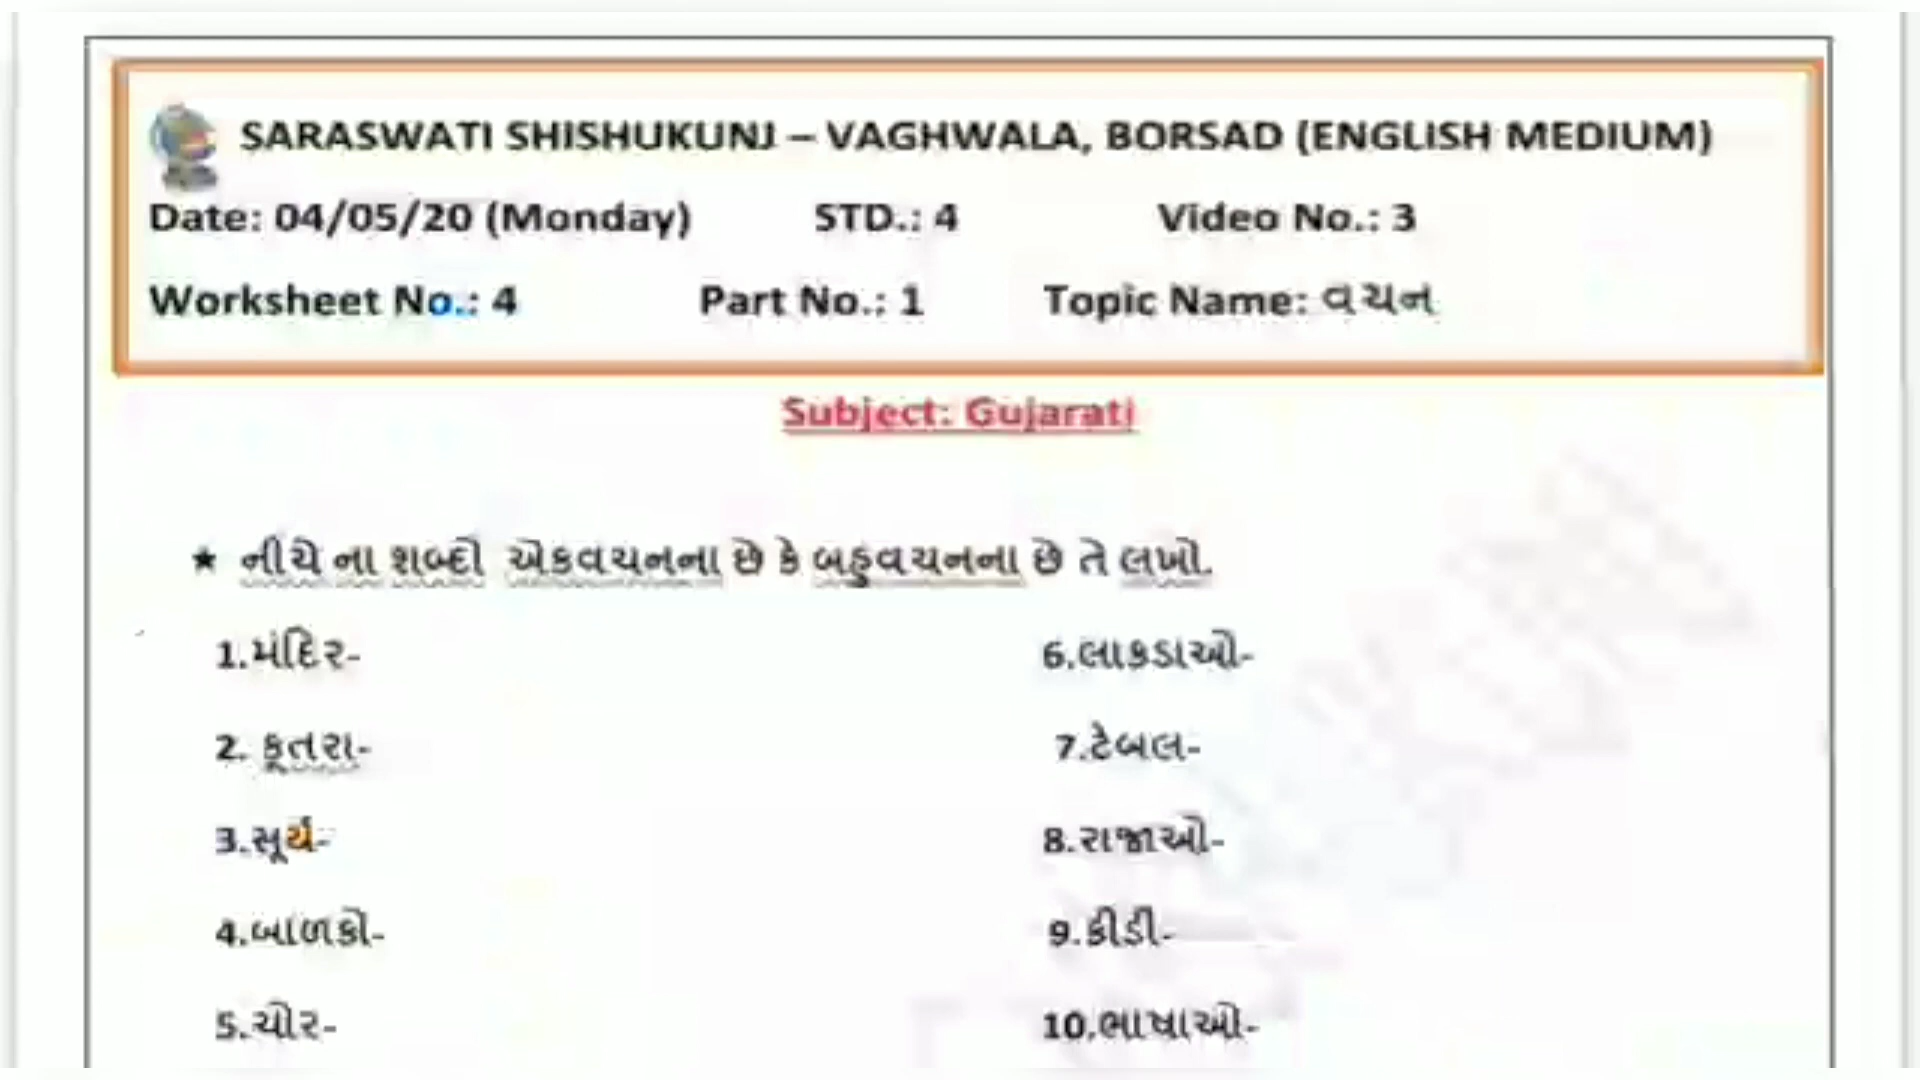 SARASWATI SHISHUKUNJ – VAGHWALA, BORSAD (ENGLISH MEDIUM)
Date: 04/05/20 (Monday) STD.: 4 Video No.: 3
Worksheet No.: 4 Part No.: 1 Topic Name: વચન
Subject: Gujarati
★ નીચે ના શબ્દો એકવચનના છે કે બહુવચનના છે તે લખો.
1.મંદિર- 6.લાકડાઓ-
2. કૂતરા- 7.ટેબલ-
3.સૂર્ય- 8.રાજાઓ-
4.બાળકો- 9.કીડી-
5.ચોર- 10.ભાષાઓ-